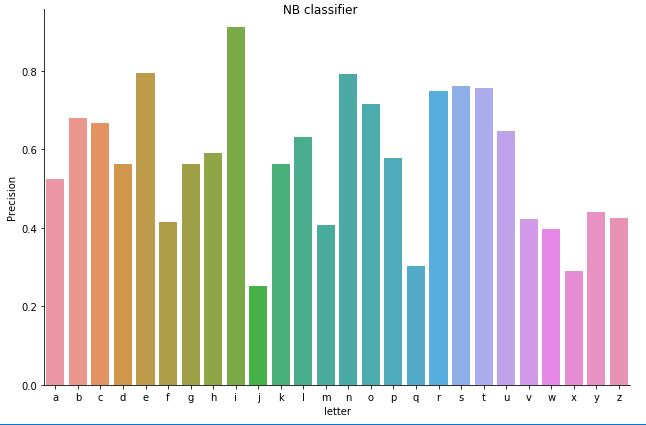 NB classifier
Precision
0.8
0.6
0.4
0.2
0.0
a b c d e f g h i j k l m n o p q r s t u v w x y z
letter